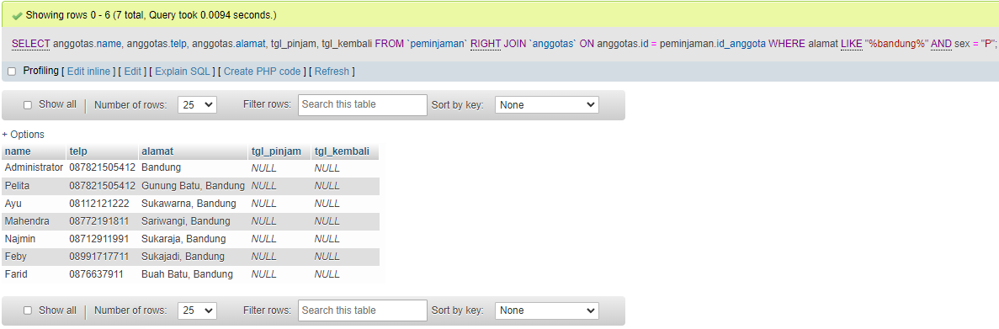 Showing rows 0 - 6 (7 total, Query took 0.0094 seconds.)
SELECT anggotas.name, anggotas.telp, anggotas.alamat, tgl_pinjam, tgl_kembali FROM `peminjaman` RIGHT JOIN `anggotas` ON anggotas.id = peminjaman.id_anggota WHERE alamat LIKE "%bandung%" AND sex = "P";
Profiling [ Edit inline ] [ Edit ] [ Explain SQL ] [ Create PHP code ] [ Refresh ]
Show all Number of rows: 25 Filter rows: Search this table Sort by key: None
+ Options
name telp alamat tgl_pinjam tgl_kembali
Administrator 087821505412 Bandung NULL NULL
Pelita 087821505412 Gunung Batu, Bandung NULL NULL
Ayu 08112121222 Sukawarna, Bandung NULL NULL
Mahendra 08772191811 Sariwangi, Bandung NULL NULL
Najmin 08712911991 Sukaraja, Bandung NULL NULL
Feby 08991717711 Sukajadi, Bandung NULL NULL
Farid 0876637911 Buah Batu, Bandung NULL NULL
Show all Number of rows: 25 Filter rows: Search this table Sort by key: None